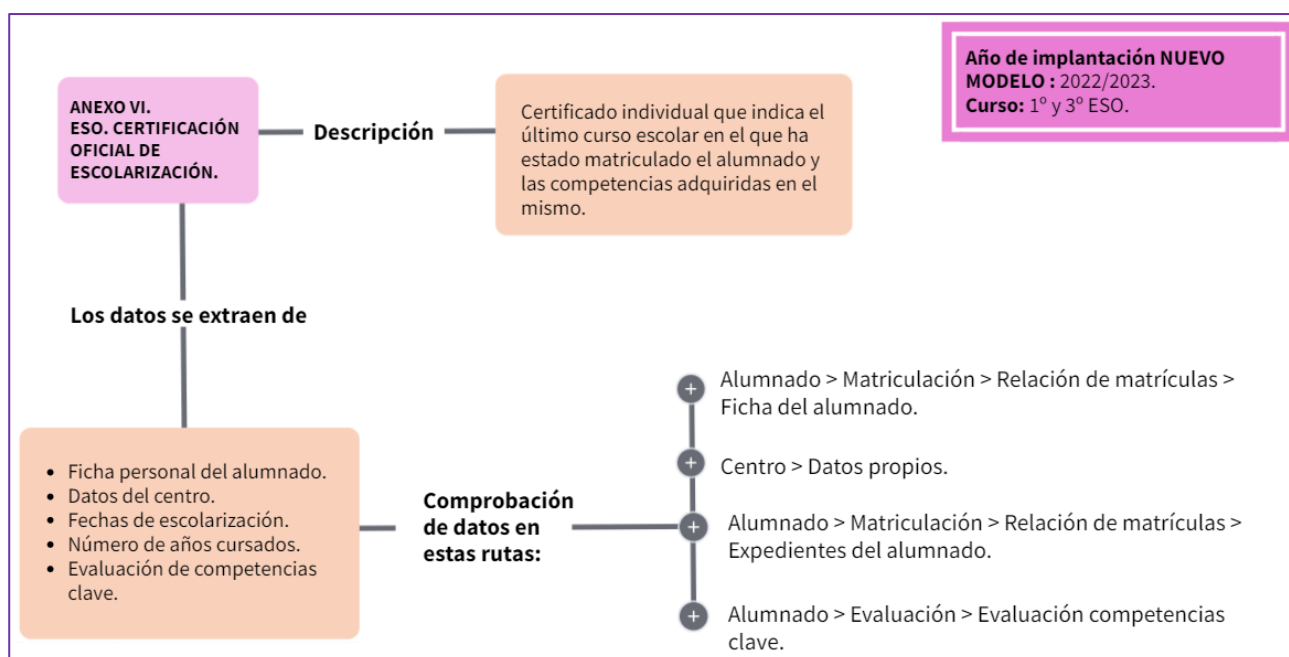 Año de implantación NUEVO
MODELO : 2022/2023.
Curso: 1º y 3º ESO.
ANEXO VI.
ESO. CERTIFICACIÓN
OFICIAL DE
ESCOLARIZACIÓN.
Descripción
Certificado individual que indica el
último curso escolar en el que ha
estado matriculado el alumnado y
las competencias adquiridas en el
mismo.
Los datos se extraen de
• Ficha personal del alumnado.
• Datos del centro.
• Fechas de escolarización.
• Número de años cursados.
• Evaluación de competencias
clave.
Comprobación
de datos en
estas rutas:
Alumnado > Matriculación > Relación de matrículas >
Ficha del alumnado.
Centro > Datos propios.
Alumnado > Matriculación > Relación de matrículas >
Expedientes del alumnado.
Alumnado > Evaluación > Evaluación competencias
clave.